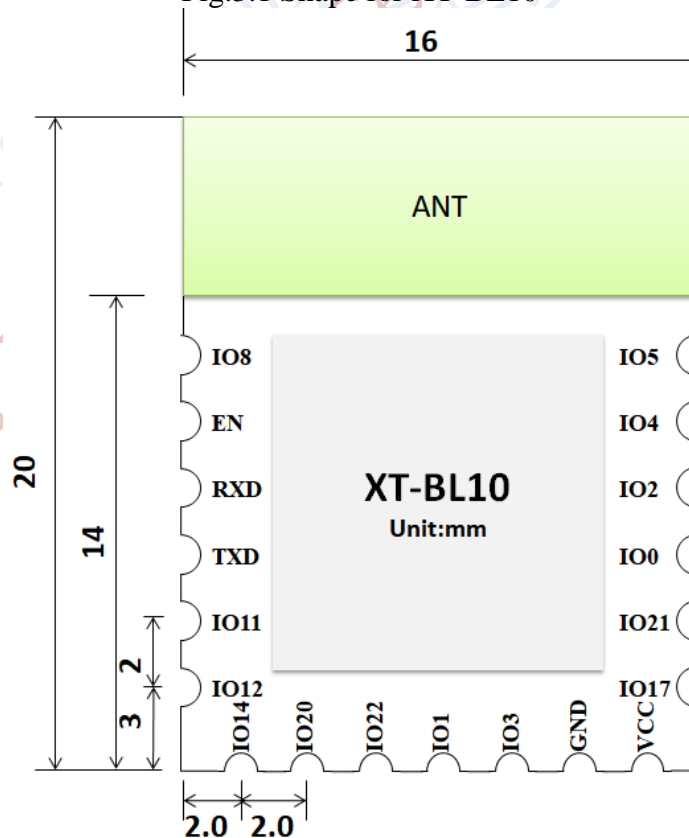 16
ANT
IO8 IO5
EN IO4
20
RXD XT-BL10 IO2
Unit:mm
14
TXD IO0
IO11 IO21
2
IO12 IO17
3
IO14 IO20 IO22 IO1 IO3 GND VCC
2.0 2.0